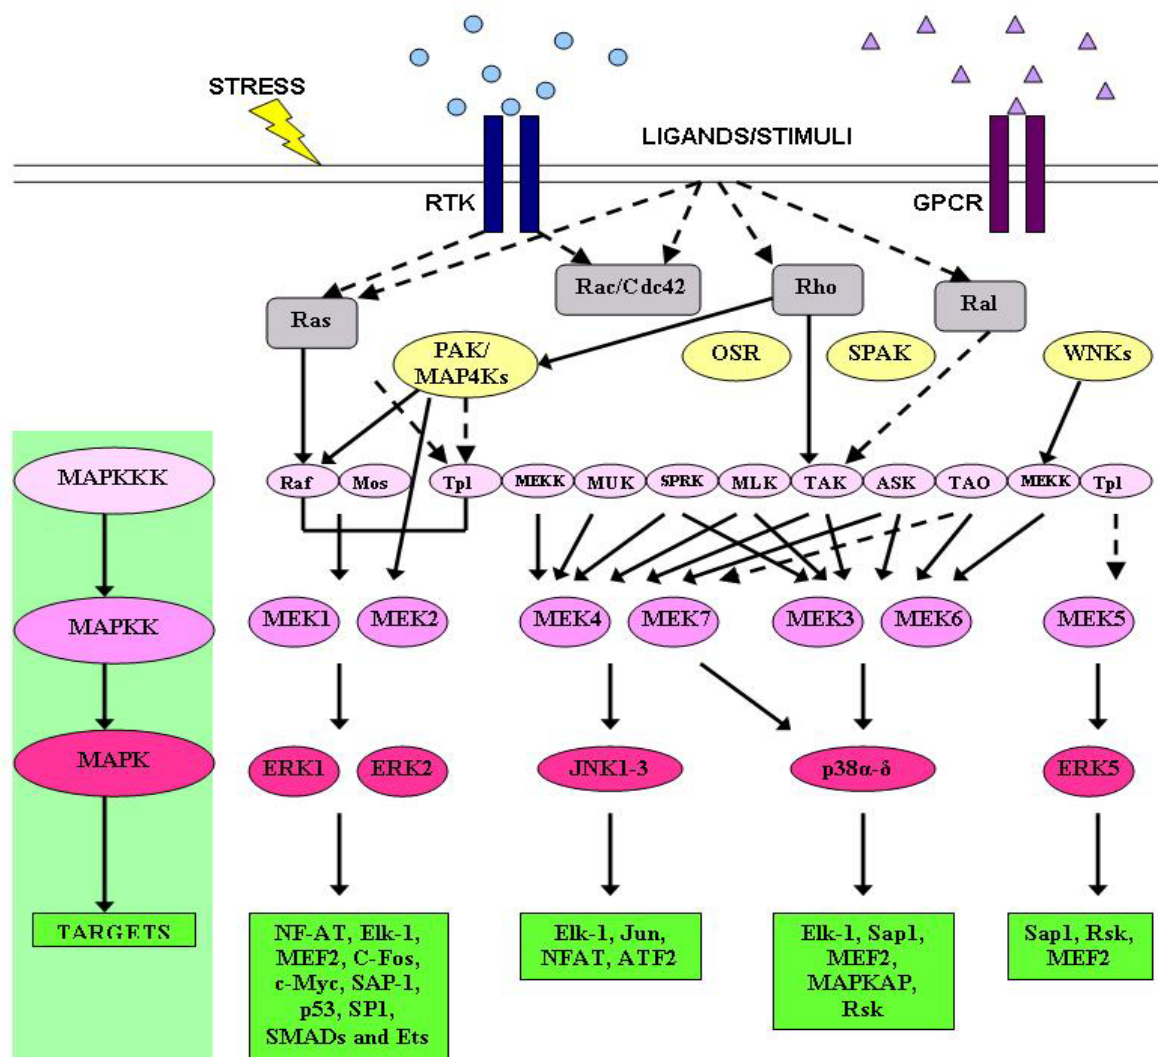 STRESS
LIGANDS/STIMULI
RTK
GPCR
Ras
Rac/Cdc42
Rho
Ral
PAK/
MAP4Ks
OSR
SPAK
WNKs
MAPKKK
Raf
Mos
Tpl
MEKK
MUK
SPRK
MLK
TAK
ASK
TAO
MEKK
Tpl
MAPKK
MEK1
MEK2
MEK4
MEK7
MEK3
MEK6
MEK5
MAPK
ERK1
ERK2
JNK1-3
p38α-δ
ERK5
TARGETS
NF-AT, Elk-1,
MEF2, C-Fos,
c-Myc, SAP-1,
p53, SP1,
SMADs and Ets
Elk-1, Jun,
NFAT, ATF2
Elk-1, Sap1,
MEF2,
MAPKAP,
Rsk
Sap1, Rsk,
MEF2